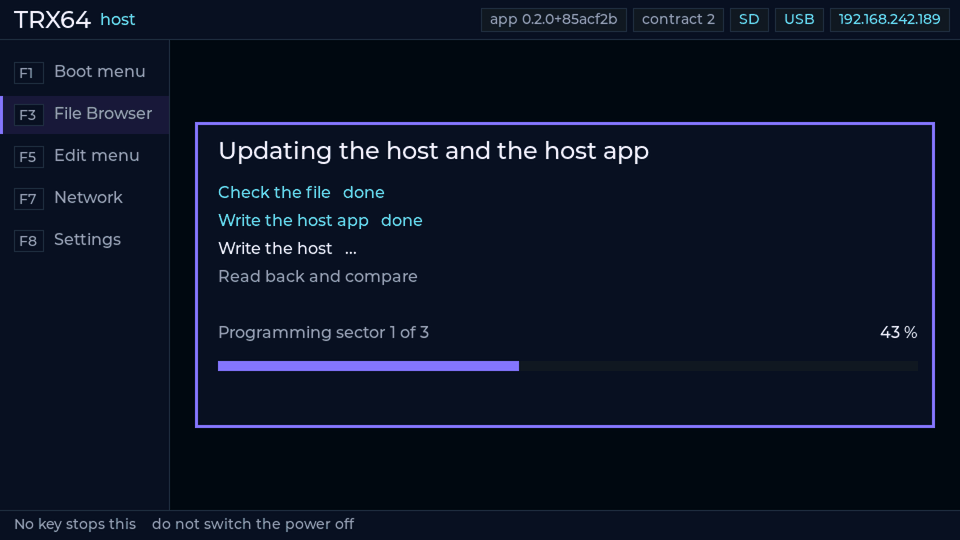 TRX64 host
app 0.2.0+85acf2b
contract 2
SD
USB
192.168.242.189
F1 Boot menu
F3 File Browser
F5 Edit menu
F7 Network
F8 Settings
Updating the host and the host app
Check the file done
Write the host app done
Write the host ...
Read back and compare
Programming sector 1 of 3
43 %
No key stops this do not switch the power off